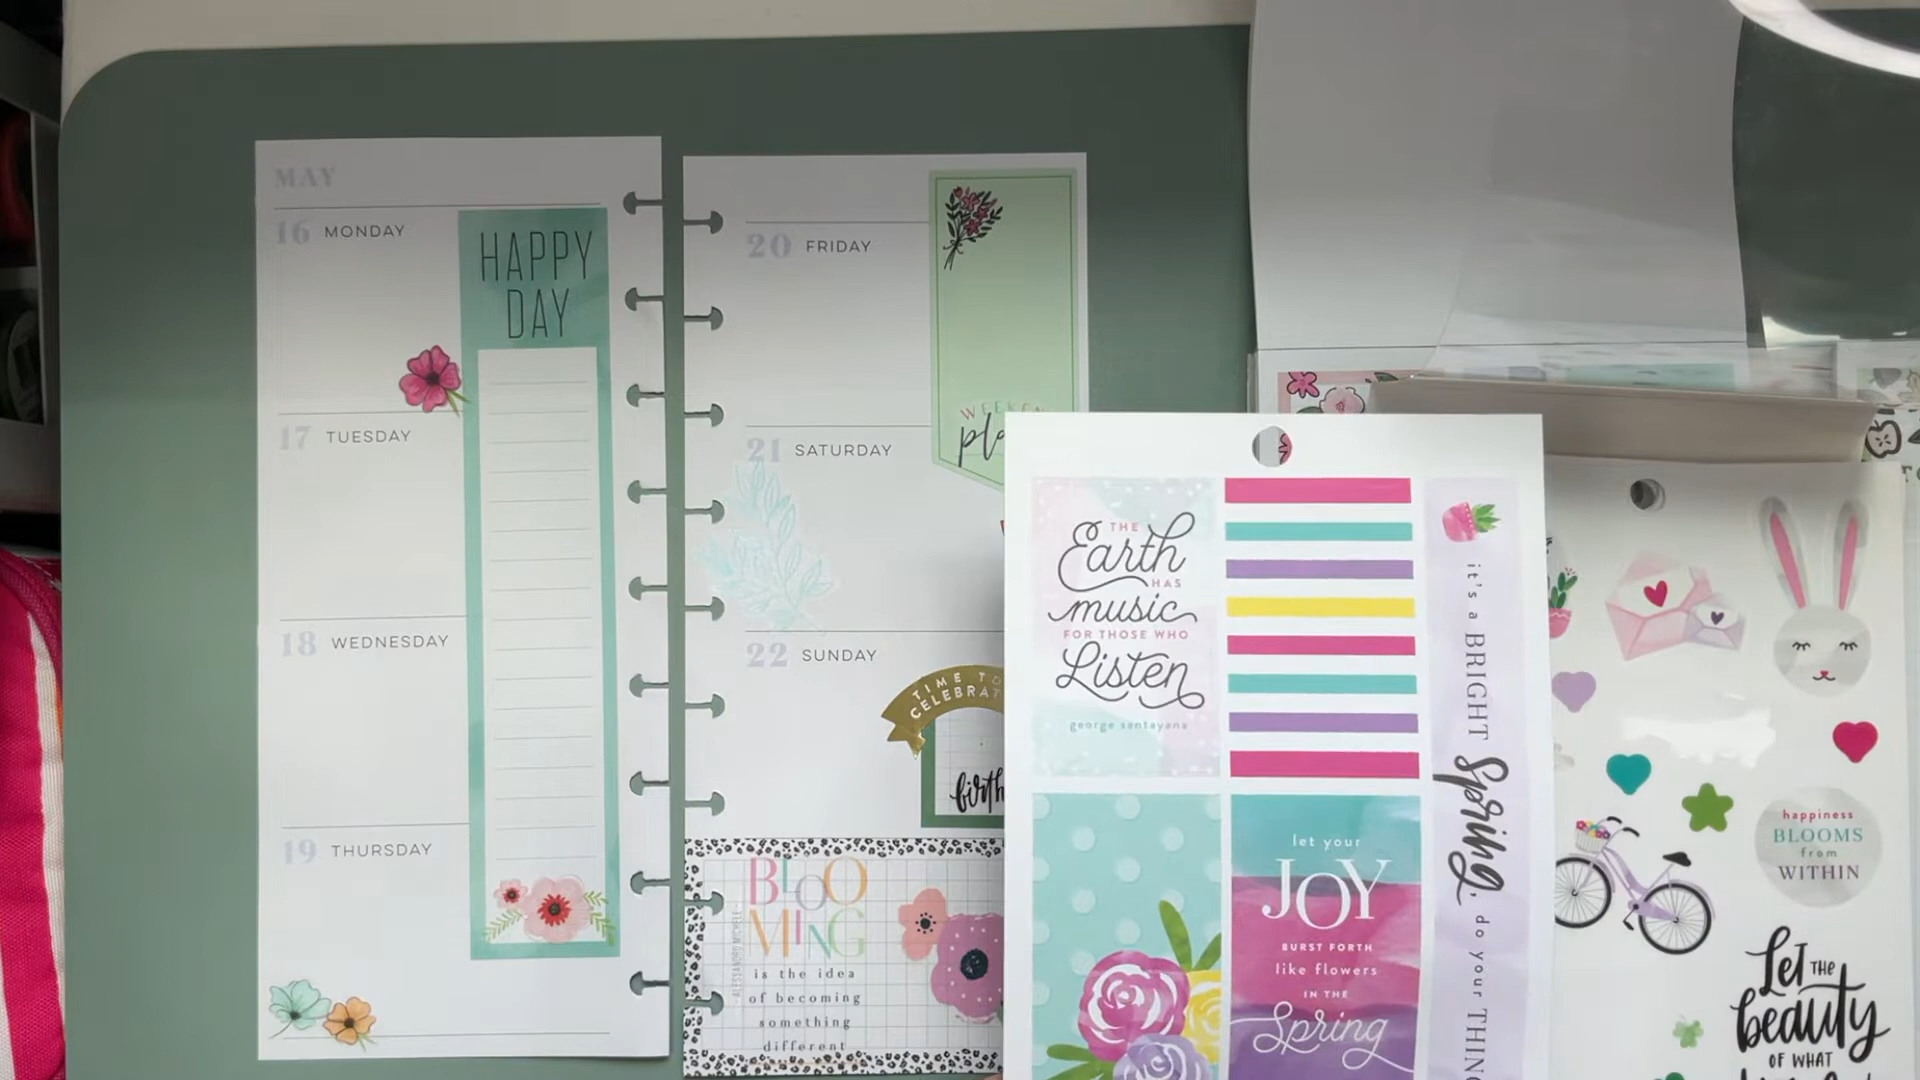 MAY
16 MONDAY
HAPPY
DAY
17 TUESDAY
18 WEDNESDAY
19 THURSDAY
20 FRIDAY
21 SATURDAY
22 SUNDAY
TIME TO
BLOO
MING
is the idea
of becoming
something
different
THE
Earth
HAS
music
FOR THOSE WHO
Listen
george santayana
let your
JOY
BURST FORTH
like flowers
IN THE
Spring
it's a BRIGHT Spring, do your
happiness
BLOOMS
from
WITHIN
LET THE
beauty
OF WHAT